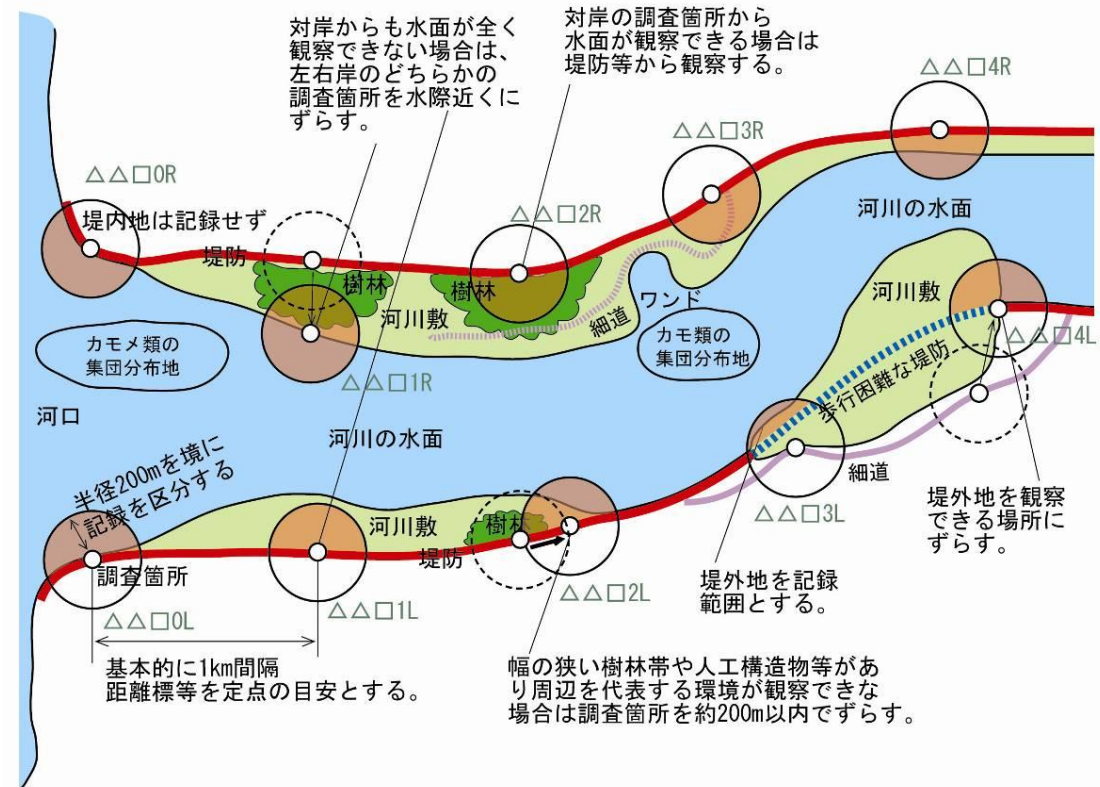 対岸からも水面が全く
観察できない場合は、
左右岸のどちらかの
調査箇所を水際近くに
ずらす。
対岸の調査箇所から
水面が観察できる場合は
堤防等から観察する。
△△□4R
△△□3R
△△□0R
△△□2R
堤内地は記録せず
堤防
樹林
樹林
河川の水面
河川敷
河川敷
ワンド
細道
カモメ類の
集団分布地
カモ類の
集団分布地
△△□1R
△△□4L
歩行困難な堤防
河口
河川の水面
半径200mを境に
記録を区分する
細道
河川敷
樹林
堤防
調査箇所
△△□0L
△△□1L
△△□2L
△△□3L
堤外地を観察
できる場所に
ずらす。
堤外地を記録
範囲とする。
基本的に1km間隔
距離標等を定点の目安とする。
幅の狭い樹林帯や人工構造物等があ
り周辺を代表する環境が観察できな
場合は調査箇所を約200m以内でずらす。